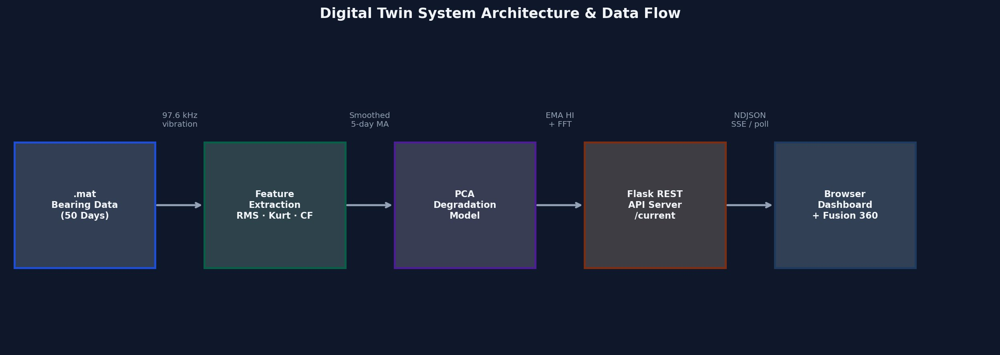 Digital Twin System Architecture & Data Flow
97.6 kHz
vibration
Smoothed
5-day MA
EMA HI
+ FFT
NDJSON
SSE / poll
.mat
Bearing Data
(50 Days)
Feature
Extraction
RMS · Kurt · CF
PCA
Degradation
Model
Flask REST
API Server
/current
Browser
Dashboard
+ Fusion 360